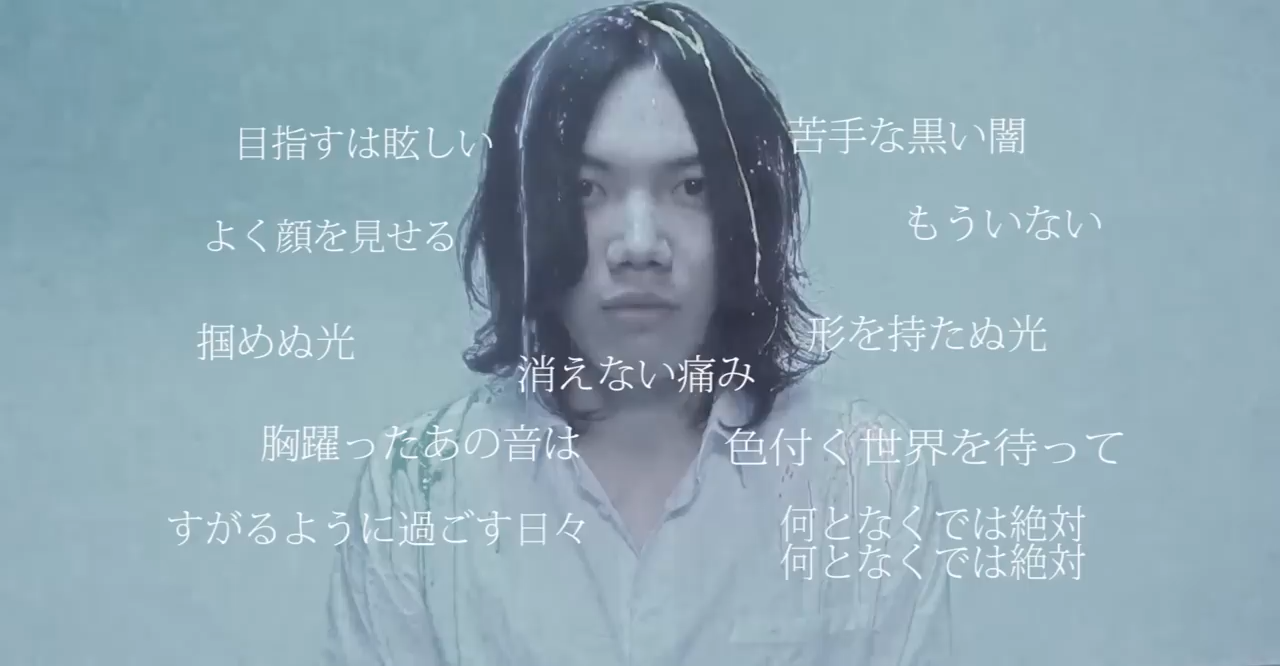 目指すは眩しい
苦手な黒い闇
よく顔を見せる
もういない
掴めぬ光
形を持たぬ光
消えない痛み
胸躍ったあの音は
色付く世界を待って
すがるように過ごす日々
何となくでは絶対
何となくでは絶対